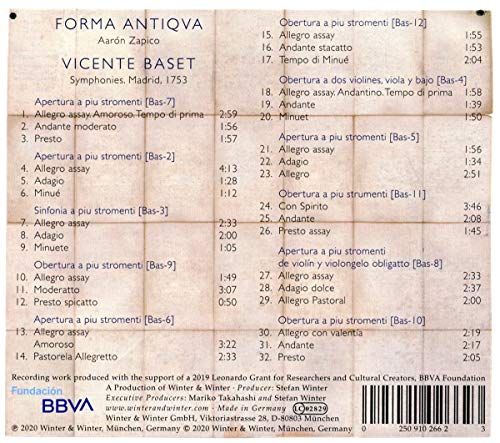 FORMA ANTIQVA
Aarón Zapico
VICENTE BASET
Symphonies. Madrid, 1753
Apertura a piu stromenti [Bas-7]
1. Allegro assay. Amoroso. Tempo di prima 2:59
2. Andante moderato 1:56
3. Presto 1:57
Apertura a piu stromenti [Bas-2]
4. Allegro assay 4:13
5. Adagio 1:28
6. Minué 1:12
Sinfonia a piu stromenti [Bas-3]
7. Allegro assay 2:33
8. Adagio 2:00
9. Minuete 1:05
Obertura a piu stromenti [Bas-9]
10. Allegro assay 1:49
11. Moderatto 3:07
12. Presto spicatto 0:50
Apertura a piu stromenti [Bas-6]
13. Allegro assay
Amoroso 3:22
14. Pastorela Allegretto 2:33
Obertura a piu stromenti [Bas-12]
15. Allegro assay 1:55
16. Andante stacatto 1:53
17. Tempo di Minué 2:04
Obertura a dos violines, viola y bajo [Bas-4]
18. Allegro assay. Andantino. Tempo di prima 1:58
19. Andante 1:39
20. Minuet 1:50
Apertura a piu stromenti [Bas-5]
21. Allegro assay 1:56
22. Adagio 1:34
23. Allegro 2:51
Obertura a piu stromenti [Bas-11]
24. Con Spirito 3:46
25. Andante 2:08
26. Presto assay 1:45
Apertura a piu stromenti
de violín y violongelo obligatto [Bas-8]
27. Allegro assay 2:33
28. Adagio dolce 2:37
29. Allegro Pastoral 2:00
Obertura a piu stromenti [Bas-10]
30. Allegro con valentía 2:19
31. Andante 2:17
32. Presto 2:05
Recording work produced with the support of a 2019 Leonardo Grant for Researchers and Cultural Creators, BBVA Foundation
Fundación
BBVA
A Production of Winter & Winter · Producer: Stefan Winter
Executive Producers: Mariko Takahashi and Stefan Winter
www.winterandwinter.com · Made in Germany LC 02829
Winter & Winter GmbH, Viktoriastrasse 28, D-80803 München
℗ 2020 Winter & Winter, München, Germany © 2020 Winter & Winter, München, Germany
0 250910 266 2 3